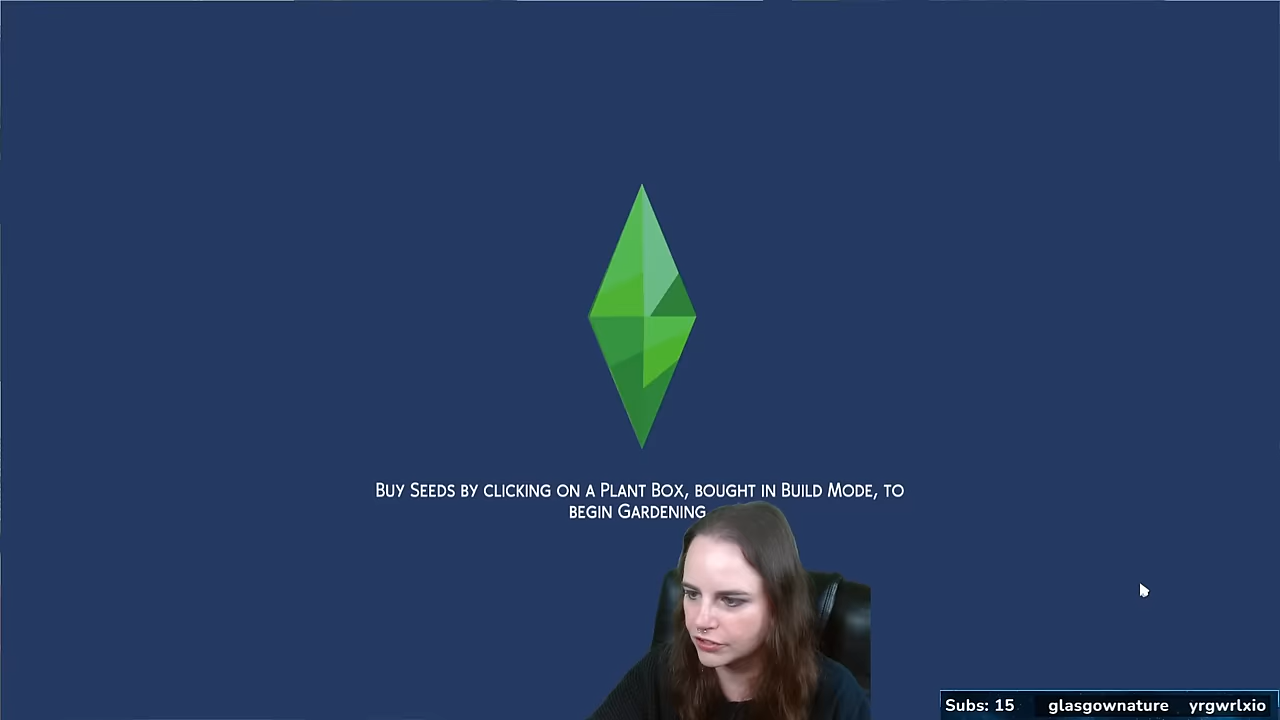 Buy Seeds by clicking on a Plant Box, bought in Build Mode, to
begin Gardening
Subs: 15 glasgownature yrgwrlxio